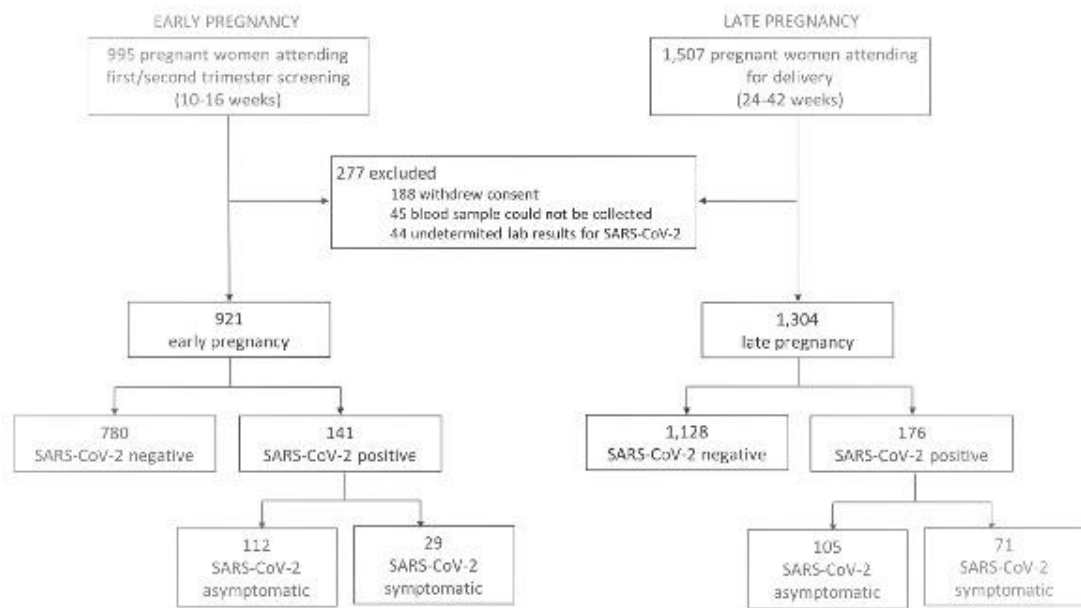 EARLY PREGNANCY
995 pregnant women attending
first/second trimester screening
(10-16 weeks)
LATE PREGNANCY
1,507 pregnant women attending
for delivery
(24-42 weeks)
277 excluded
188 withdrew consent
45 blood sample could not be collected
44 undetermited lab results for SARS-CoV-2
921
early pregnancy
1,304
late pregnancy
780
SARS-CoV-2 negative
141
SARS-CoV-2 positive
1,128
SARS-CoV-2 negative
176
SARS-CoV-2 positive
112
SARS-CoV-2
asymptomatic
29
SARS-CoV-2
symptomatic
105
SARS-CoV-2
asymptomatic
71
SARS-CoV-2
symptomatic